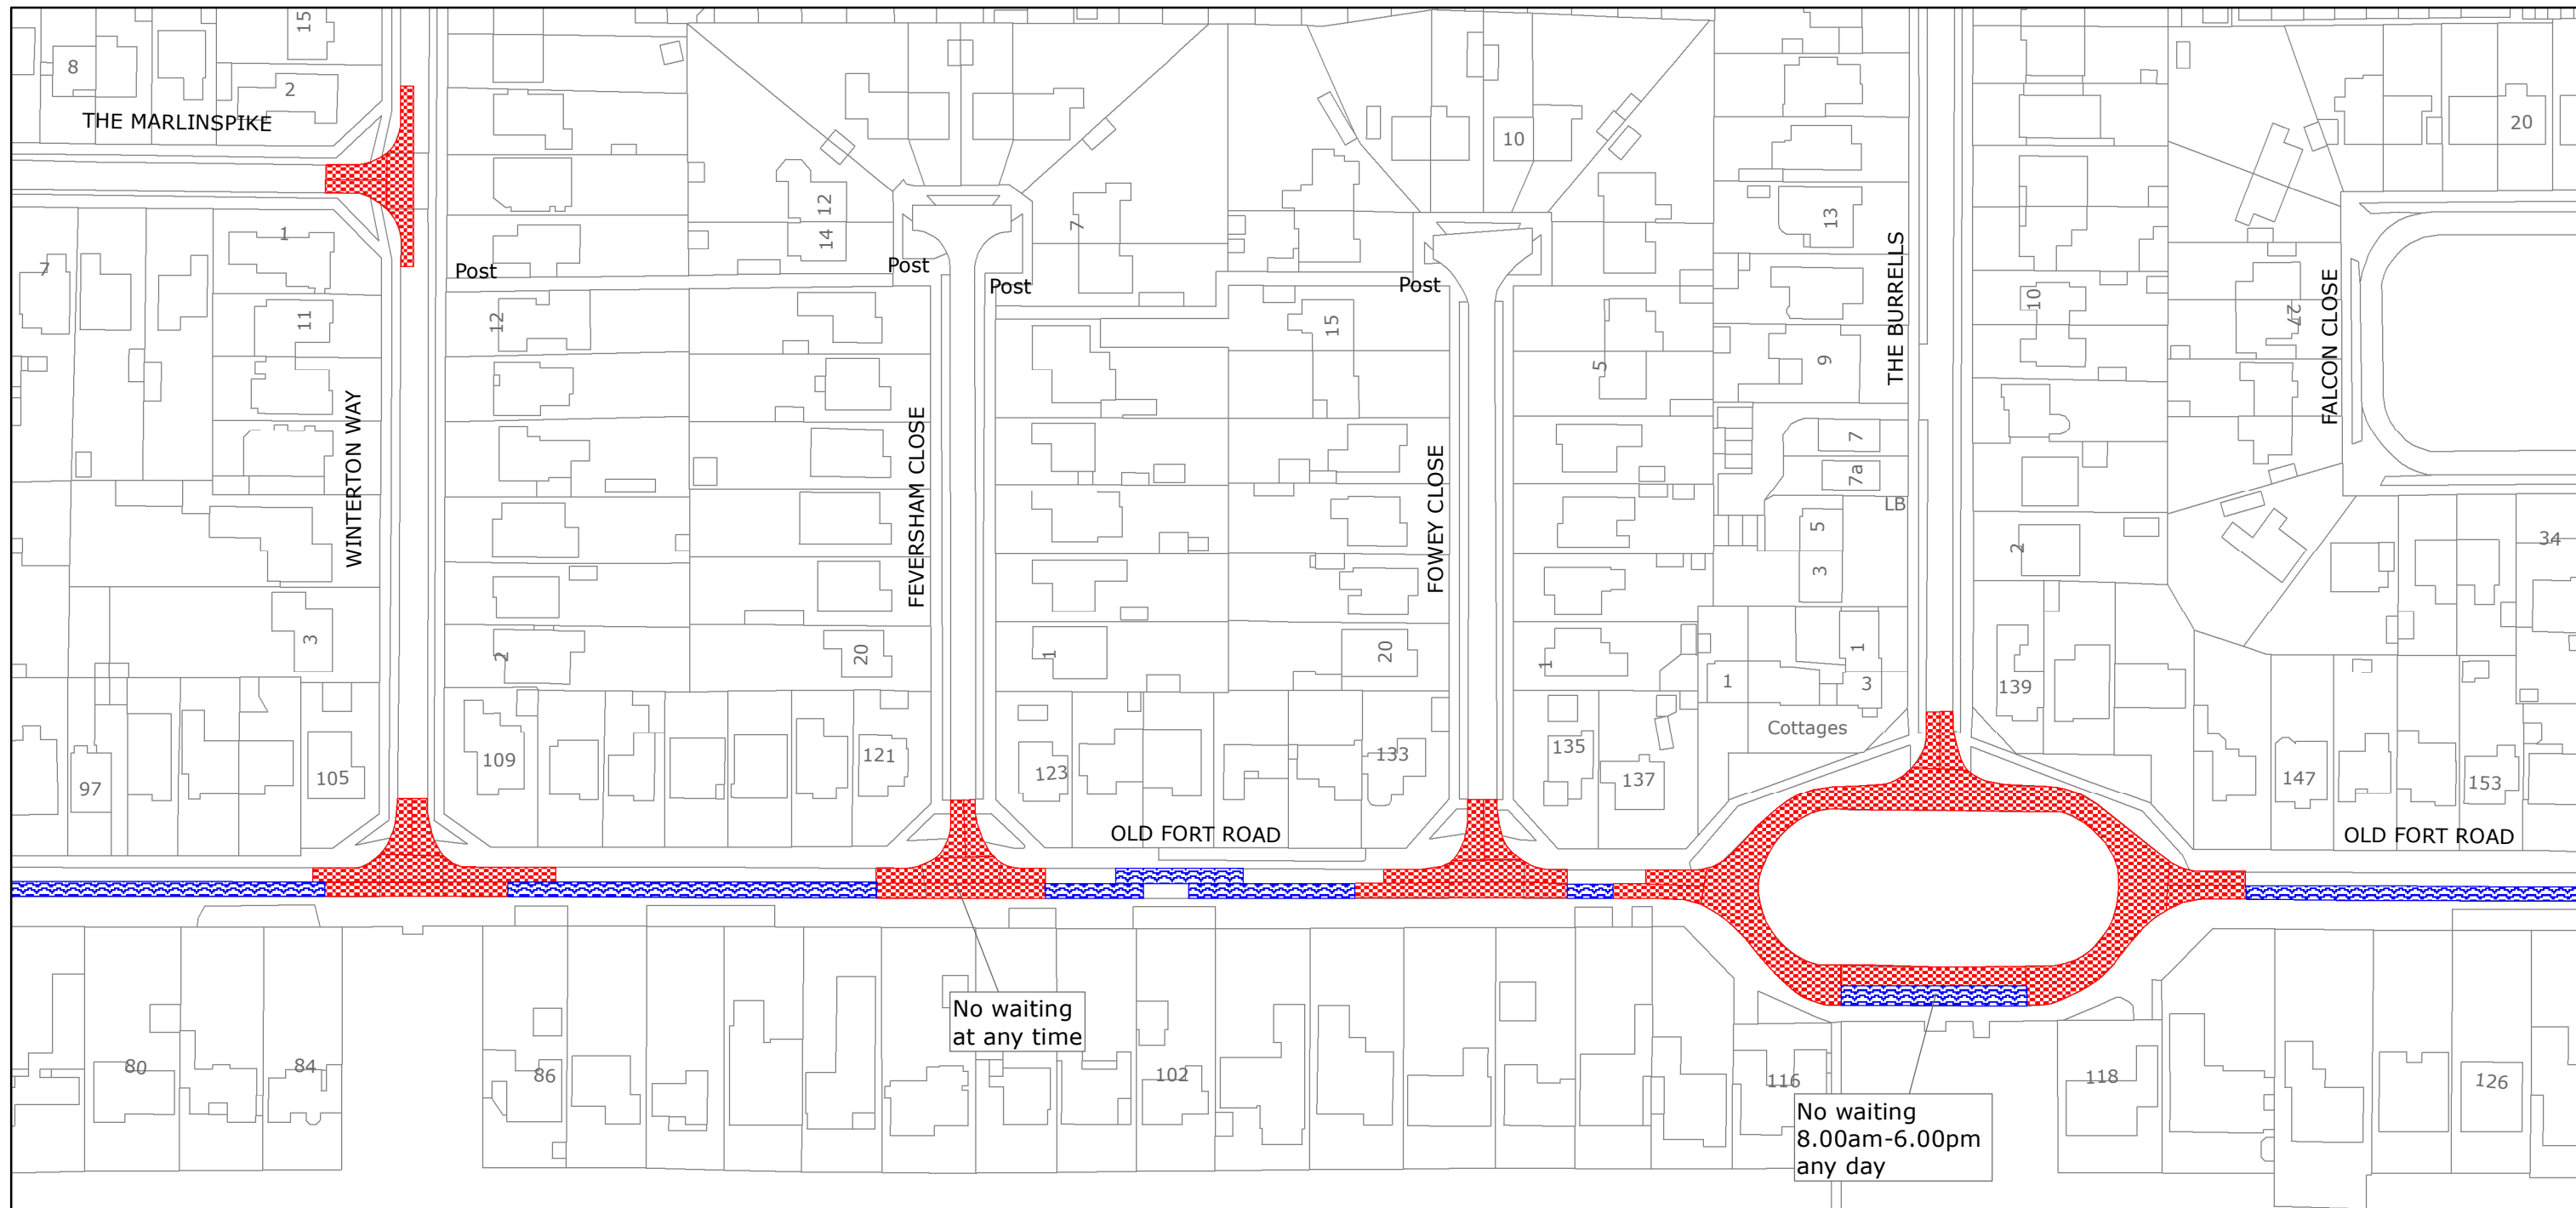 15
8
2
THE MARLINSPIKE
10
20
12
13
7
14
1
7
Post
Post
Post
Post
THE BURRELLS
10
27
FALCON CLOSE
11
12
15
5
9
WINTERTON WAY
FEVERSHAM CLOSE
FOWEY CLOSE
7
7a
LB
5
2
34
3
3
2
20
1
20
1
1
1
3
139
Cottages
97
105
109
121
123
133
135
137
147
153
OLD FORT ROAD
OLD FORT ROAD
No waiting
at any time
80
84
86
102
116
118
126
No waiting
8.00am-6.00pm
any day